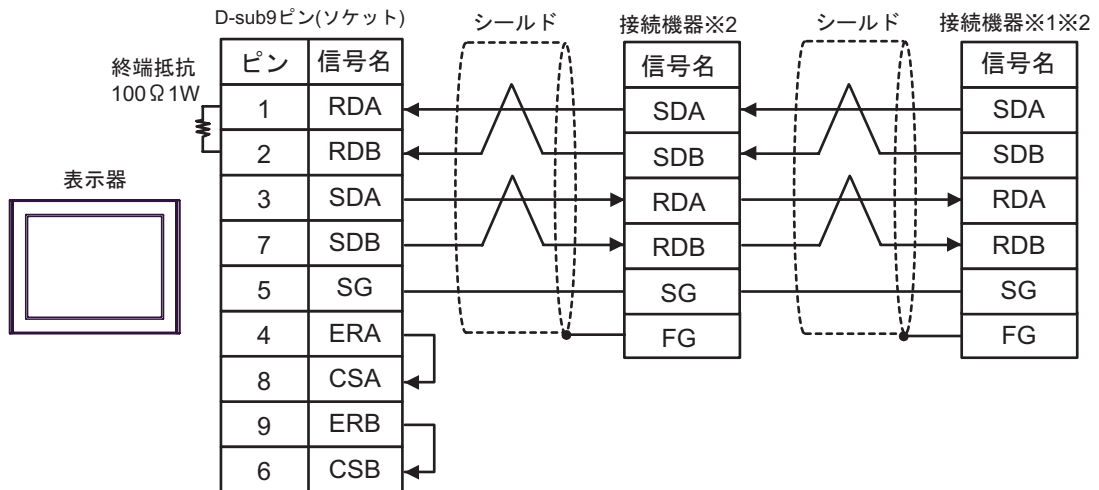 D-sub9ピン(ソケット)
シールド
接続機器※2
シールド
接続機器※1※2
終端抵抗
100Ω1W
表示器
ピン 信号名
1 RDA
2 RDB
3 SDA
7 SDB
5 SG
4 ERA
8 CSA
9 ERB
6 CSB
信号名
SDA
SDB
RDA
RDB
SG
FG
信号名
SDA
SDB
RDA
RDB
SG
FG